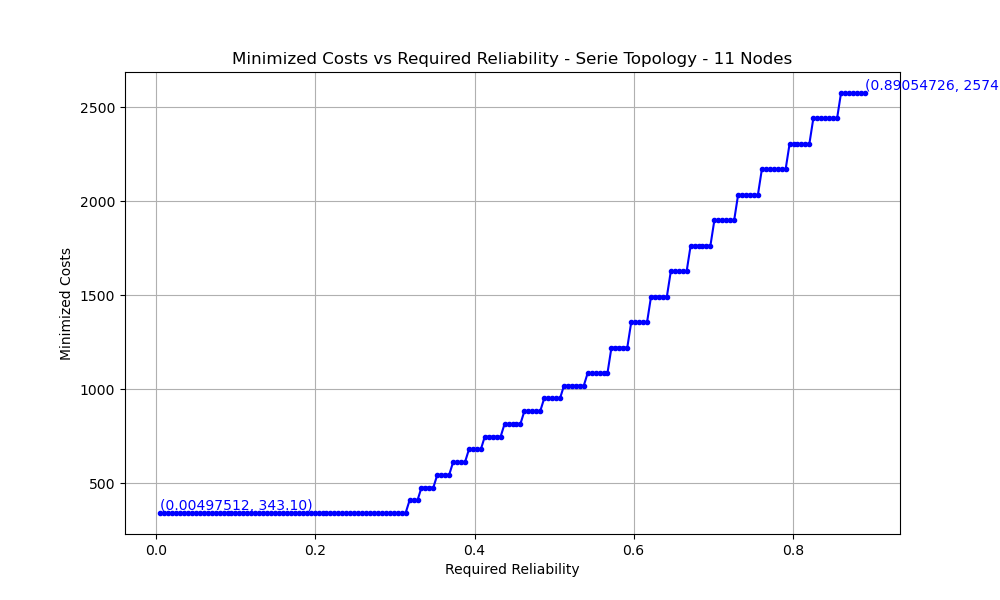 Minimized Costs vs Required Reliability - Serie Topology - 11 Nodes
(0.89054726, 2574
2500
2000
1500
1000
500
Minimized Costs
(0.00497512, 343.10)
0.0 0.2 0.4 0.6 0.8
Required Reliability